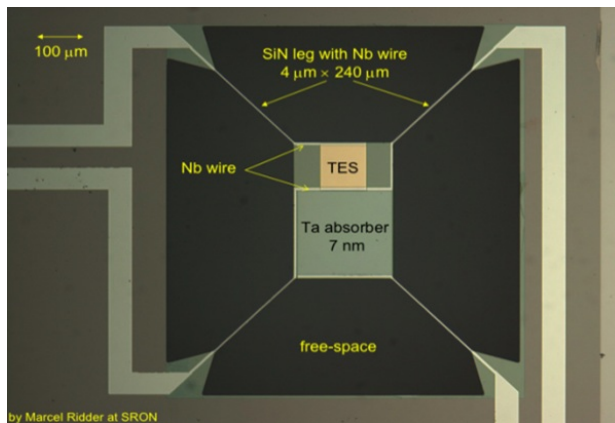 100 μm
SiN leg with Nb wire
4 μm × 240 μm
Nb wire
TES
Ta absorber
7 nm
free-space
by Marcel Ridder at SRON